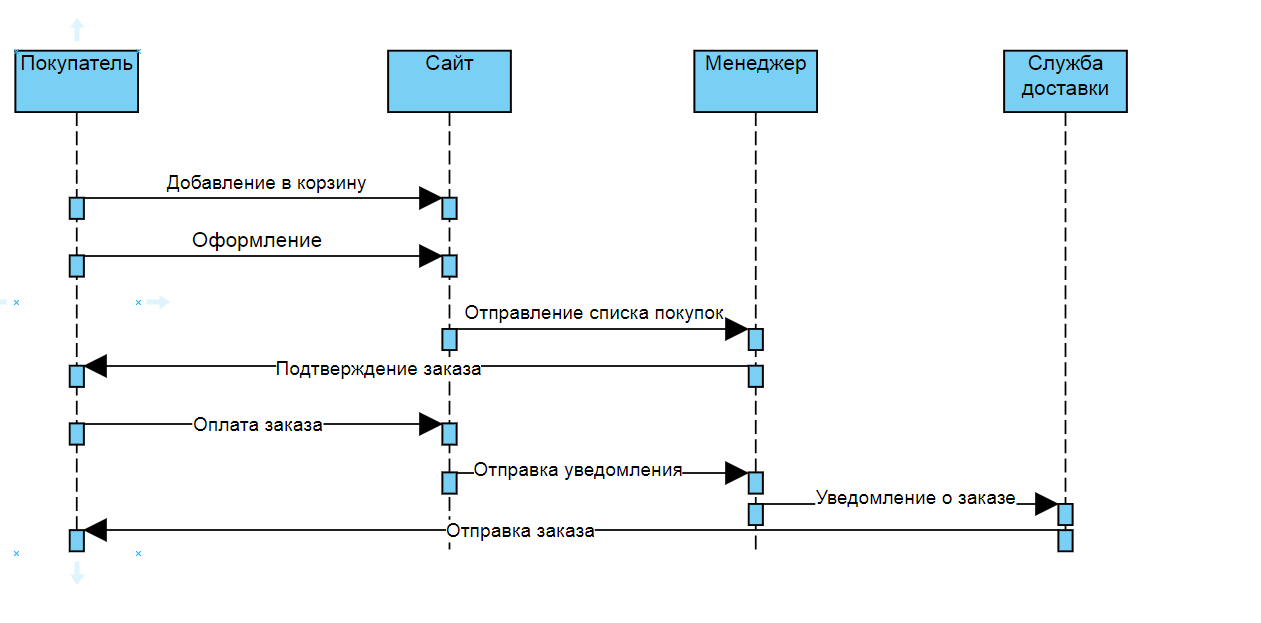 Покупатель
Сайт
Менеджер
Служба
доставки
Добавление в корзину
Оформление
Отправление списка покупок
Подтверждение заказа
Оплата заказа
Отправка уведомления
Уведомление о заказе
Отправка заказа